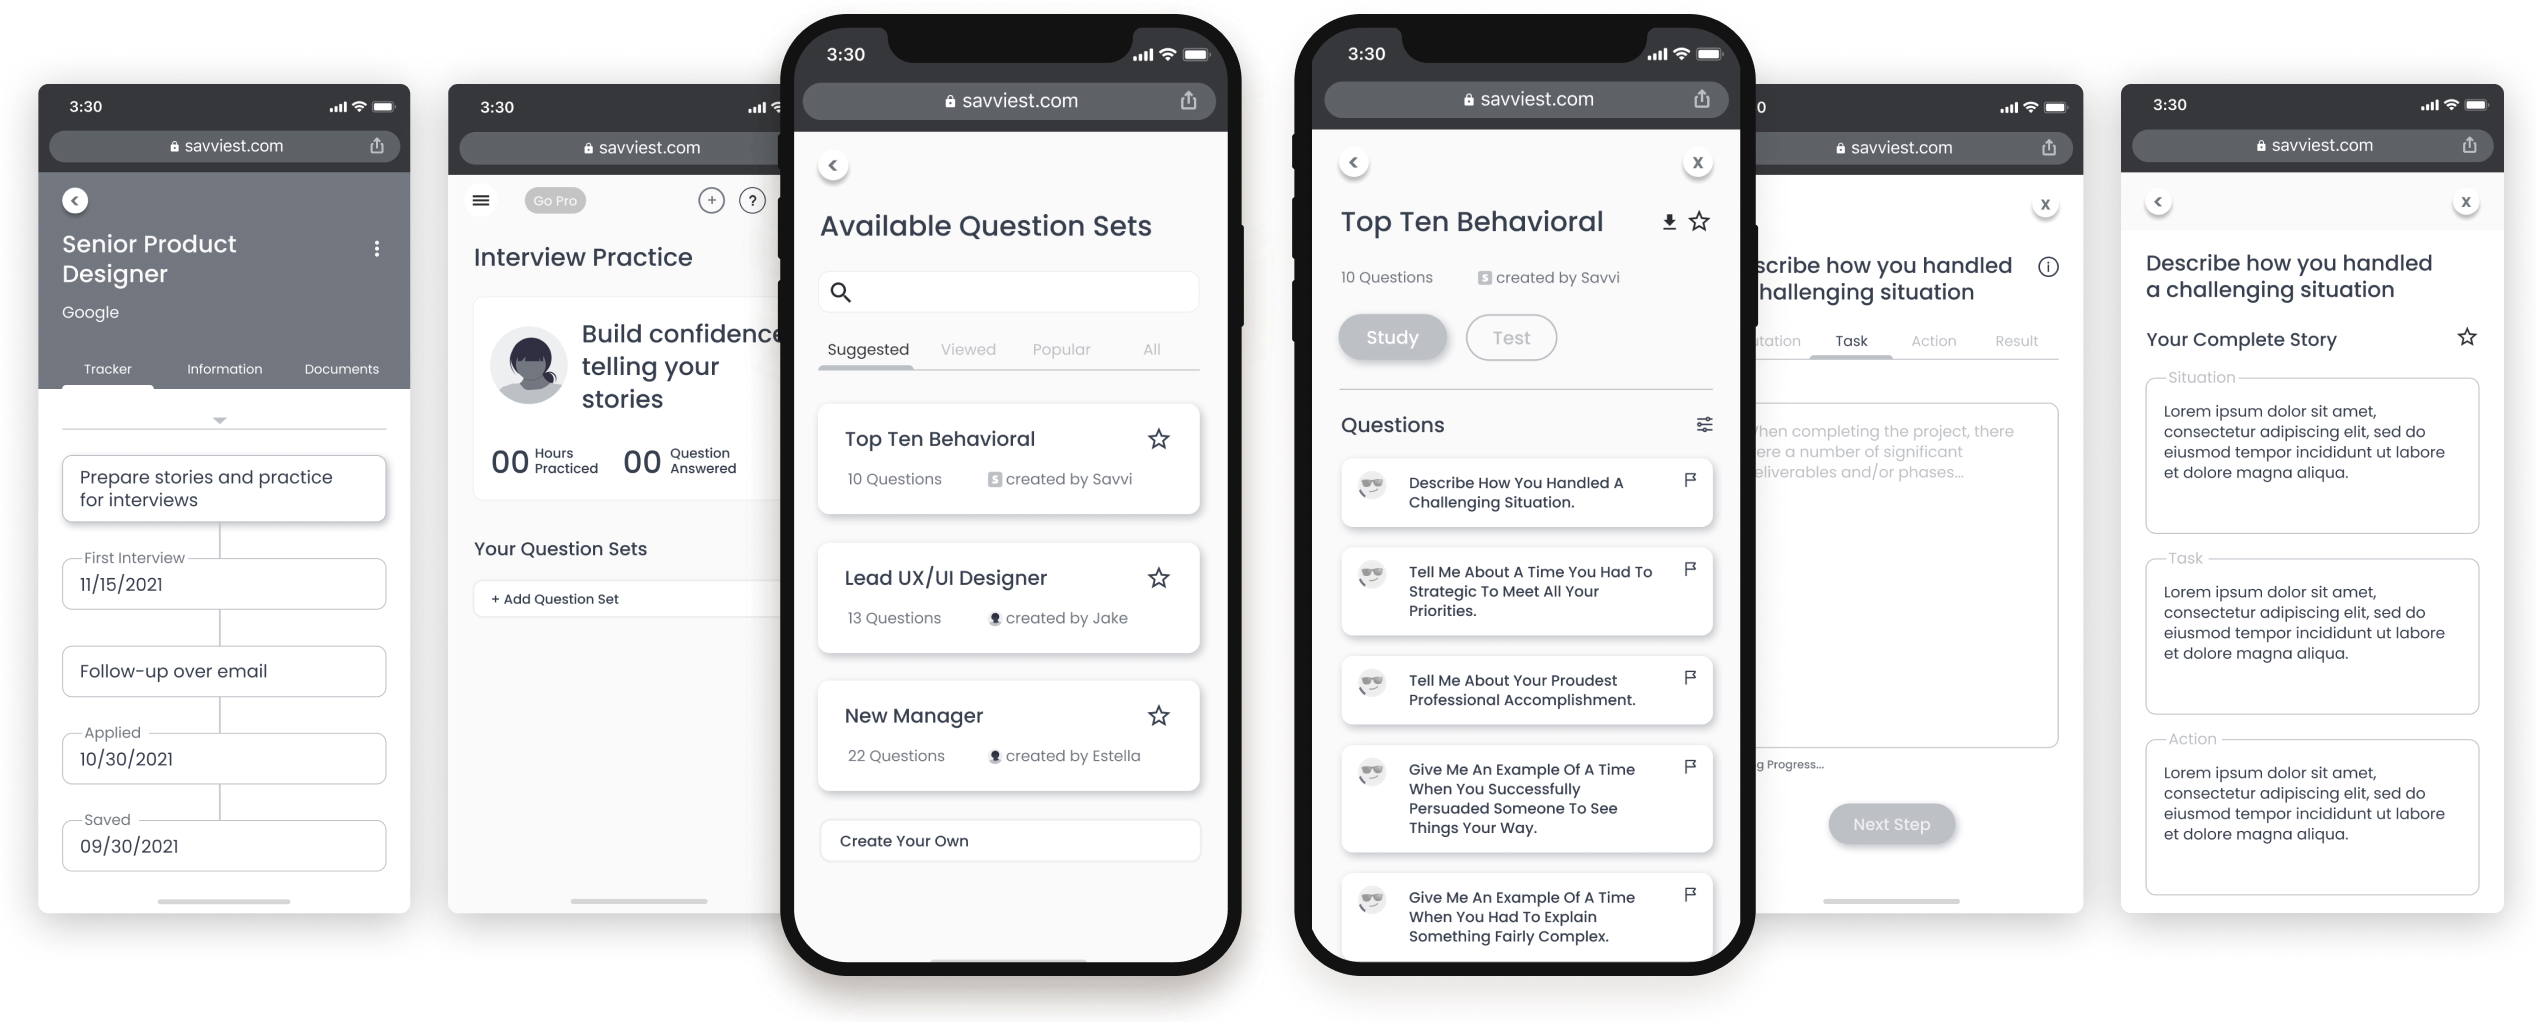 3:30
savviest.com
Senior Product
Designer
Google
Tracker Information Documents
Prepare stories and practice
for interviews
First Interview
11/15/2021
Follow-up over email
Applied
10/30/2021
Saved
09/30/2021
3:30
savviest.com
Go Pro
+ ?
Interview Practice
Build confidence
telling your
stories
00 Hours
Practiced
00 Question
Answered
Your Question Sets
+ Add Question Set
3:30
savviest.com
Available Question Sets
Suggested Viewed Popular All
Top Ten Behavioral
10 Questions S created by Savvi
Lead UX/UI Designer
13 Questions created by Jake
New Manager
22 Questions created by Estella
Create Your Own
3:30
savviest.com
X
Top Ten Behavioral
10 Questions S created by Savvi
Study Test
Questions
Describe How You Handled A
Challenging Situation.
Tell Me About A Time You Had To
Strategic To Meet All Your
Priorities.
Tell Me About Your Proudest
Professional Accomplishment.
Give Me An Example Of A Time
When You Successfully
Persuaded Someone To See
Things Your Way.
Give Me An Example Of A Time
When You Had To Explain
Something Fairly Complex.
0
savviest.com
X
scribe how you handled
hallenging situation
tation Task Action Result
hen completing the project, there
ere a number of significant
eliverables and/or phases...
g Progress...
Next Step
3:30
savviest.com
X
Describe how you handled
a challenging situation
Your Complete Story
Situation
Lorem ipsum dolor sit amet,
consectetur adipiscing elit, sed do
eiusmod tempor incididunt ut labore
et dolore magna aliqua.
Task
Lorem ipsum dolor sit amet,
consectetur adipiscing elit, sed do
eiusmod tempor incididunt ut labore
et dolore magna aliqua.
Action
Lorem ipsum dolor sit amet,
consectetur adipiscing elit, sed do
eiusmod tempor incididunt ut labore
et dolore magna aliqua.